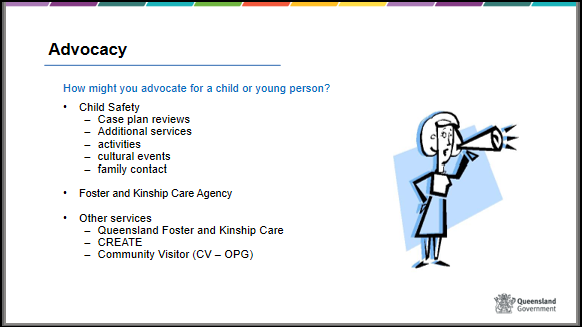 Advocacy
How might you advocate for a child or young person?
• Child Safety
– Case plan reviews
– Additional services
– activities
– cultural events
– family contact
• Foster and Kinship Care Agency
• Other services
– Queensland Foster and Kinship Care
– CREATE
– Community Visitor (CV – OPG)
Queensland
Government